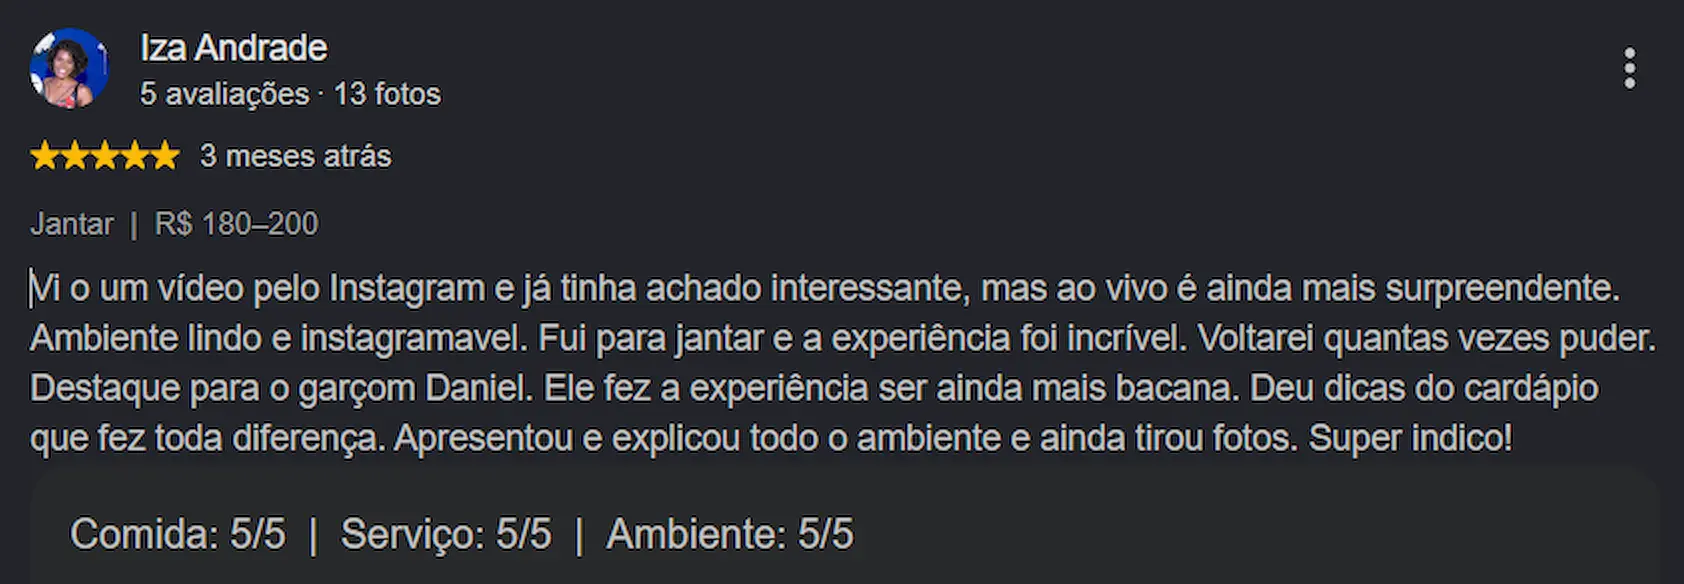 Iza Andrade
5 avaliações · 13 fotos
3 meses atrás
Jantar | R$ 180–200
Vi o um vídeo pelo Instagram e já tinha achado interessante, mas ao vivo é ainda mais surpreendente.
Ambiente lindo e instagramavel. Fui para jantar e a experiência foi incrível. Voltarei quantas vezes puder.
Destaque para o garçom Daniel. Ele fez a experiência ser ainda mais bacana. Deu dicas do cardápio
que fez toda diferença. Apresentou e explicou todo o ambiente e ainda tirou fotos. Super indico!
Comida: 5/5 | Serviço: 5/5 | Ambiente: 5/5